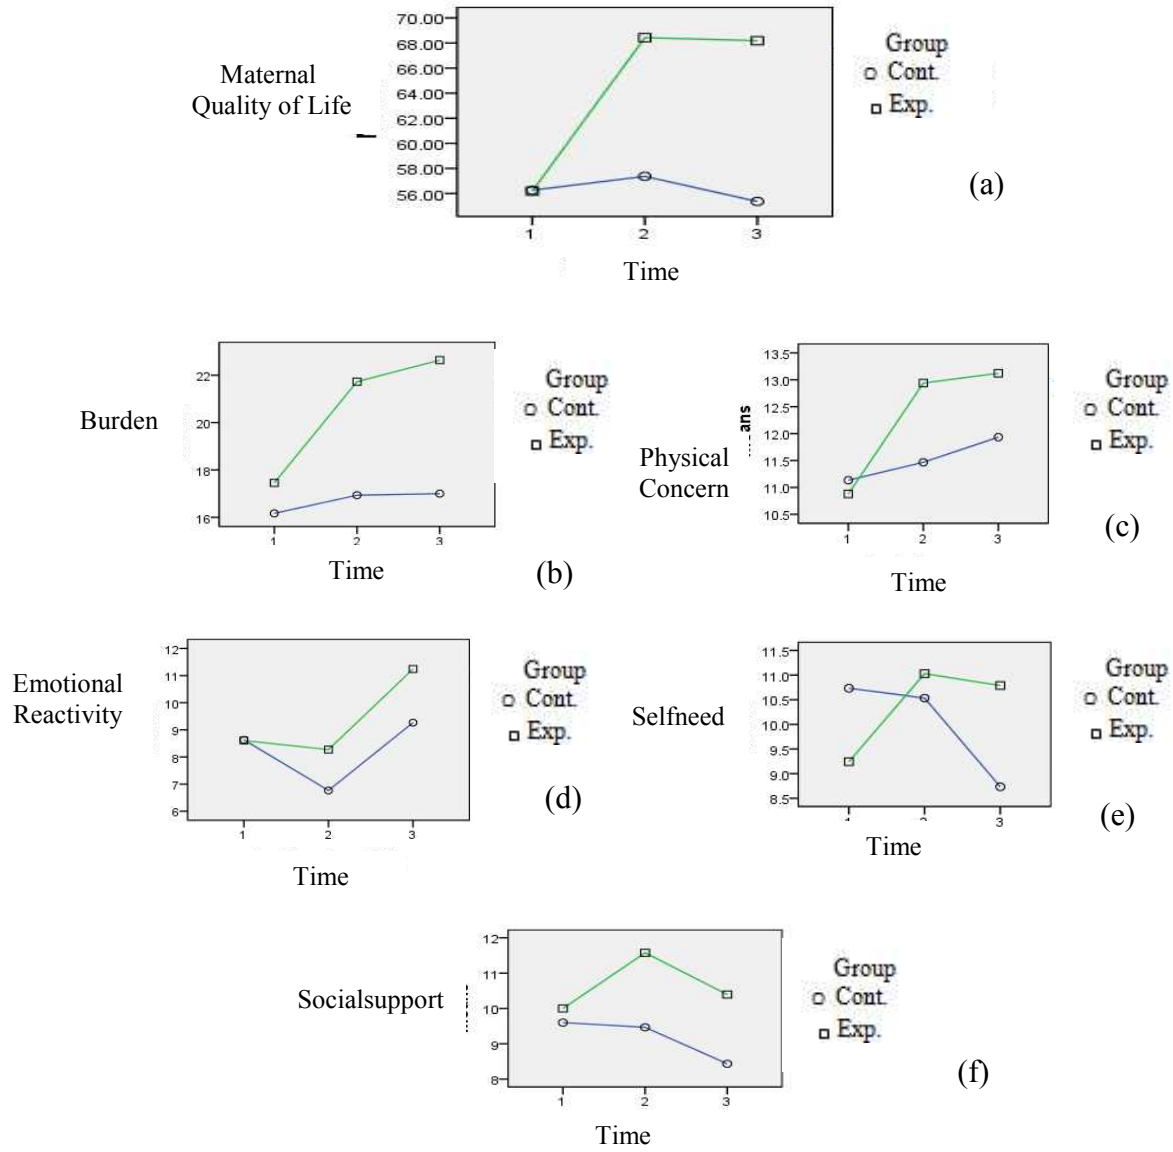 Maternal
Quality of Life
70.00
68.00
66.00
64.00
62.00
60.00
58.00
56.00
1 2 3
Time
Group
Cont.
Exp.
(a)
Burden
22
20
18
16
1 2 3
Time
Group
Cont.
Exp.
(b)
Physical
Concern
ans
13.5
13.0
12.5
12.0
11.5
11.0
10.5
1 2 3
Time
Group
Cont.
Exp.
(c)
Emotional
Reactivity
12
11
10
9
8
7
6
1 2 3
Time
Group
Cont.
Exp.
(d)
Selfneed
11.5
11.0
10.5
10.0
9.5
9.0
8.5
1 3
Time
Group
Cont.
Exp.
(e)
Socialsupport
12
11
10
9
8
1 2 3
Time
Group
Cont.
Exp.
(f)